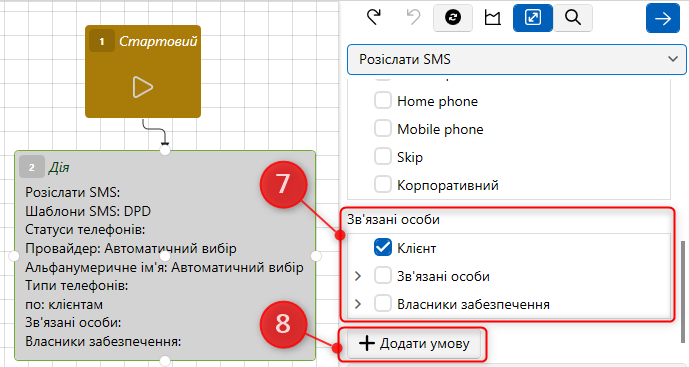 1 Стартовий
2 Дія
Розіслати SMS:
Шаблони SMS: DPD
Статуси телефонів:
Провайдер: Автоматичний вибір
Альфанумеричне ім'я: Автоматичний вибір
Типи телефонів:
по: клієнтам
Зв'язані особи:
Власники забезпечення:
7
8
Розіслати SMS
Home phone
Mobile phone
Skip
Корпоративний
Зв'язані особи
Клієнт
Зв'язані особи
Власники забезпечення
Додати умову